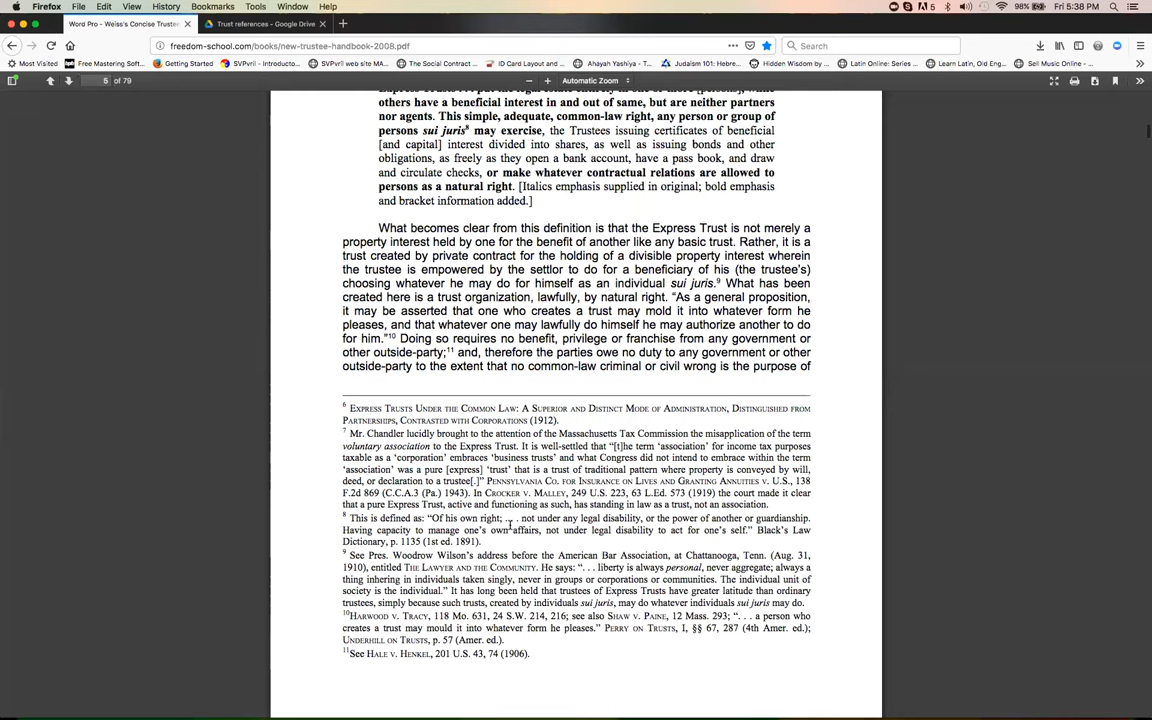 Firefox File Edit View History Bookmarks Tools Window Help 5 98% Fri 5:38 PM
Word Pro - Weiss's Concise Trustee Trust references - Google Drive
freedom-school.com/books/new-trustee-handbook-2008.pdf Search
Most Visited Free Mastering Soft... Getting Started SVPvril - Introducto... SVPvril web site MA... The Social Contract ... ID Card Layout and ... Ahayah Yashiya - T... Judaism 101: Hebre... Hidden Wisdom by ... Latin Online: Series ... Learn Latin, Old Eng... Sell Music Online - ...
5 of 79 Automatic Zoom
others have a beneficial interest in and out of same, but are neither partners
nor agents. This simple, adequate, common-law right, any person or group of
persons sui juris⁸ may exercise, the Trustees issuing certificates of beneficial
[and capital] interest divided into shares, as well as issuing bonds and other
obligations, as freely as they open a bank account, have a pass book, and draw
and circulate checks, or make whatever contractual relations are allowed to
persons as a natural right. [Italics emphasis supplied in original; bold emphasis
and bracket information added.]
What becomes clear from this definition is that the Express Trust is not merely a
property interest held by one for the benefit of another like any basic trust. Rather, it is a
trust created by private contract for the holding of a divisible property interest wherein
the trustee is empowered by the settlor to do for a beneficiary of his (the trustee's)
choosing whatever he may do for himself as an individual sui juris.⁹ What has been
created here is a trust organization, lawfully, by natural right. “As a general proposition,
it may be asserted that one who creates a trust may mold it into whatever form he
pleases, and that whatever one may lawfully do himself he may authorize another to do
for him.”¹⁰ Doing so requires no benefit, privilege or franchise from any government or
other outside-party;¹¹ and, therefore the parties owe no duty to any government or other
outside-party to the extent that no common-law criminal or civil wrong is the purpose of
⁶ EXPRESS TRUSTS UNDER THE COMMON LAW: A SUPERIOR AND DISTINCT MODE OF ADMINISTRATION, DISTINGUISHED FROM
PARTNERSHIPS, CONTRASTED WITH CORPORATIONS (1912).
⁷ Mr. Chandler lucidly brought to the attention of the Massachusetts Tax Commission the misapplication of the term
voluntary association to the Express Trust. It is well-settled that “[t]he term ‘association’ for income tax purposes
taxable as a ‘corporation’ embraces ‘business trusts’ and what Congress did not intend to embrace within the term
‘association’ was a pure [express] ‘trust’ that is a trust of traditional pattern where property is conveyed by will,
deed, or declaration to a trustee[.]” PENNSYLVANIA CO. FOR INSURANCE ON LIVES AND GRANTING ANNUITIES V. U.S., 138
F.2d 869 (C.C.A.3 (Pa.) 1943). In CROCKER V. MALLEY, 249 U.S. 223, 63 L.Ed. 573 (1919) the court made it clear
that a pure Express Trust, active and functioning as such, has standing in law as a trust, not an association.
⁸ This is defined as: “Of his own right; . . . not under any legal disability, or the power of another or guardianship.
Having capacity to manage one's own affairs, not under legal disability to act for one's self.” Black's Law
Dictionary, p. 1135 (1st ed. 1891).
⁹ See Pres. Woodrow Wilson's address before the American Bar Association, at Chattanooga, Tenn. (Aug. 31,
1910), entitled THE LAWYER AND THE COMMUNITY. He says: “. . . liberty is always personal, never aggregate; always a
thing inhering in individuals taken singly, never in groups or corporations or communities. The individual unit of
society is the individual.” It has long been held that trustees of Express Trusts have greater latitude than ordinary
trustees, simply because such trusts, created by individuals sui juris, may do whatever individuals sui juris may do.
¹⁰HARWOOD V. TRACY, 118 Mo. 631, 24 S.W. 214, 216; see also SHAW V. PAINE, 12 Mass. 293; “. . . a person who
creates a trust may mould it into whatever form he pleases.” PERRY ON TRUSTS, I, §§ 67, 287 (4th Amer. ed.);
UNDERHILL ON TRUSTS, p. 57 (Amer. ed.).
¹¹See HALE V. HENKEL, 201 U.S. 43, 74 (1906).